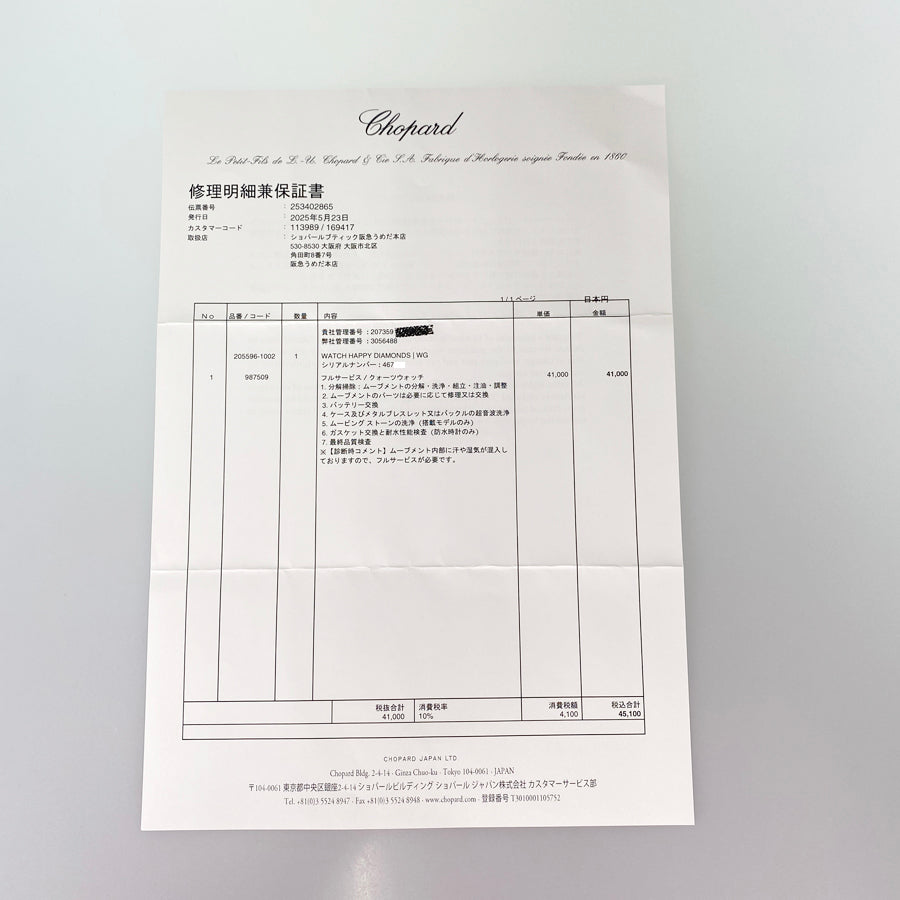 Chopard
Le Petit-Fils de L.-U. Chopard & Cie S.A. Fabrique d'Horlogerie soignée Fondée en 1860
修理明細兼保証書
伝票番号 : 253402865
発行日 : 2025年5月23日
カスタマーコード : 113989 / 169417
取扱店 : ショパールブティック阪急うめだ本店
530-8530 大阪府 大阪市北区
角田町8番7号
阪急うめだ本店
1 / 1 ページ 日本円
No 品番 / コード 数量 内容 単価 金額
貴社管理番号 : 207359
弊社管理番号 : 3056488
205596-1002 1 WATCH HAPPY DIAMONDS | WG
シリアルナンバー : 467
1 987509 フルサービス / クォーツウォッチ 41,000 41,000
1. 分解掃除 : ムーブメントの分解・洗浄・組立・注油・調整
2. ムーブメントのパーツは必要に応じて修理又は交換
3. バッテリー交換
4. ケース及びメタルブレスレット又はバックルの超音波洗浄
5. ムービング ストーンの洗浄 (搭載モデルのみ)
6. ガスケット交換と耐水性能検査 (防水時計のみ)
7. 最終品質検査
※【診断時コメント】ムーブメント内部に汗や湿気が混入し
ておりますので、フルサービスが必要です。
税抜合計 消費税率 消費税額 税込合計
41,000 10% 4,100 45,100
CHOPARD JAPAN LTD
Chopard Bldg. 2-4-14 · Ginza Chuo-ku · Tokyo 104-0061 · JAPAN
〒104-0061 東京都中央区銀座2-4-14 ショパールビルディング ショパール ジャパン株式会社 カスタマーサービス部
Tel. +81(0)3 5524 8947 · Fax +81(0)3 5524 8948 · www.chopard.com · 登録番号 T3010001105752